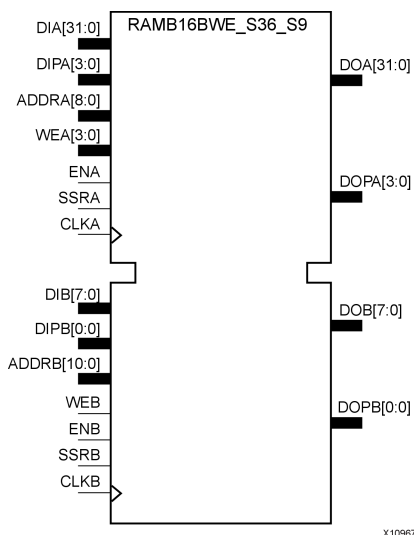 RAMB16BWE_S36_S9
DIA[31:0]
DIPA[3:0]
ADDRA[8:0]
WEA[3:0]
ENA
SSRA
CLKA
DOA[31:0]
DOPA[3:0]
DIB[7:0]
DIPB[0:0]
ADDRB[10:0]
WEB
ENB
SSRB
CLKB
DOB[7:0]
DOPB[0:0]
X10967